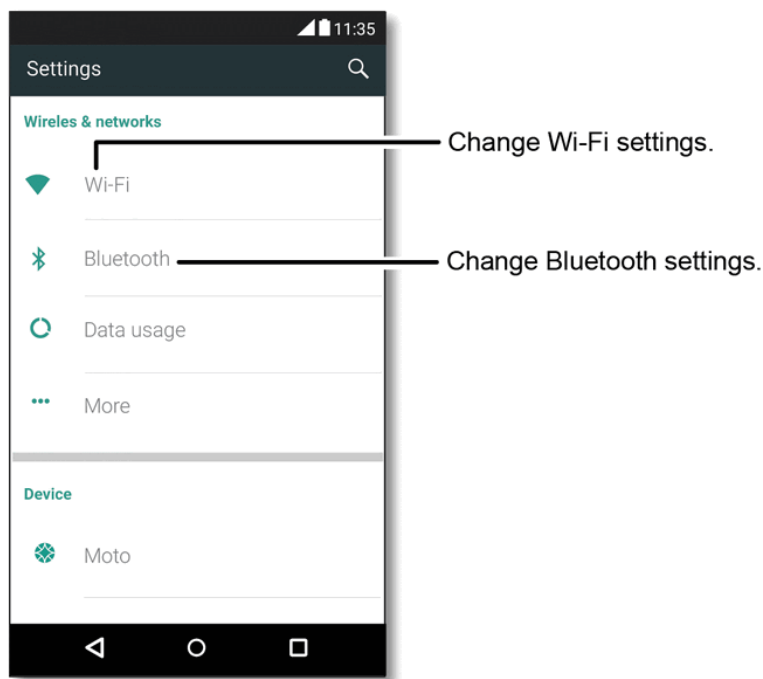 11:35
Settings
Wireles & networks
Change Wi-Fi settings.
Wi-Fi
Bluetooth
Change Bluetooth settings.
Data usage
More
Device
Moto